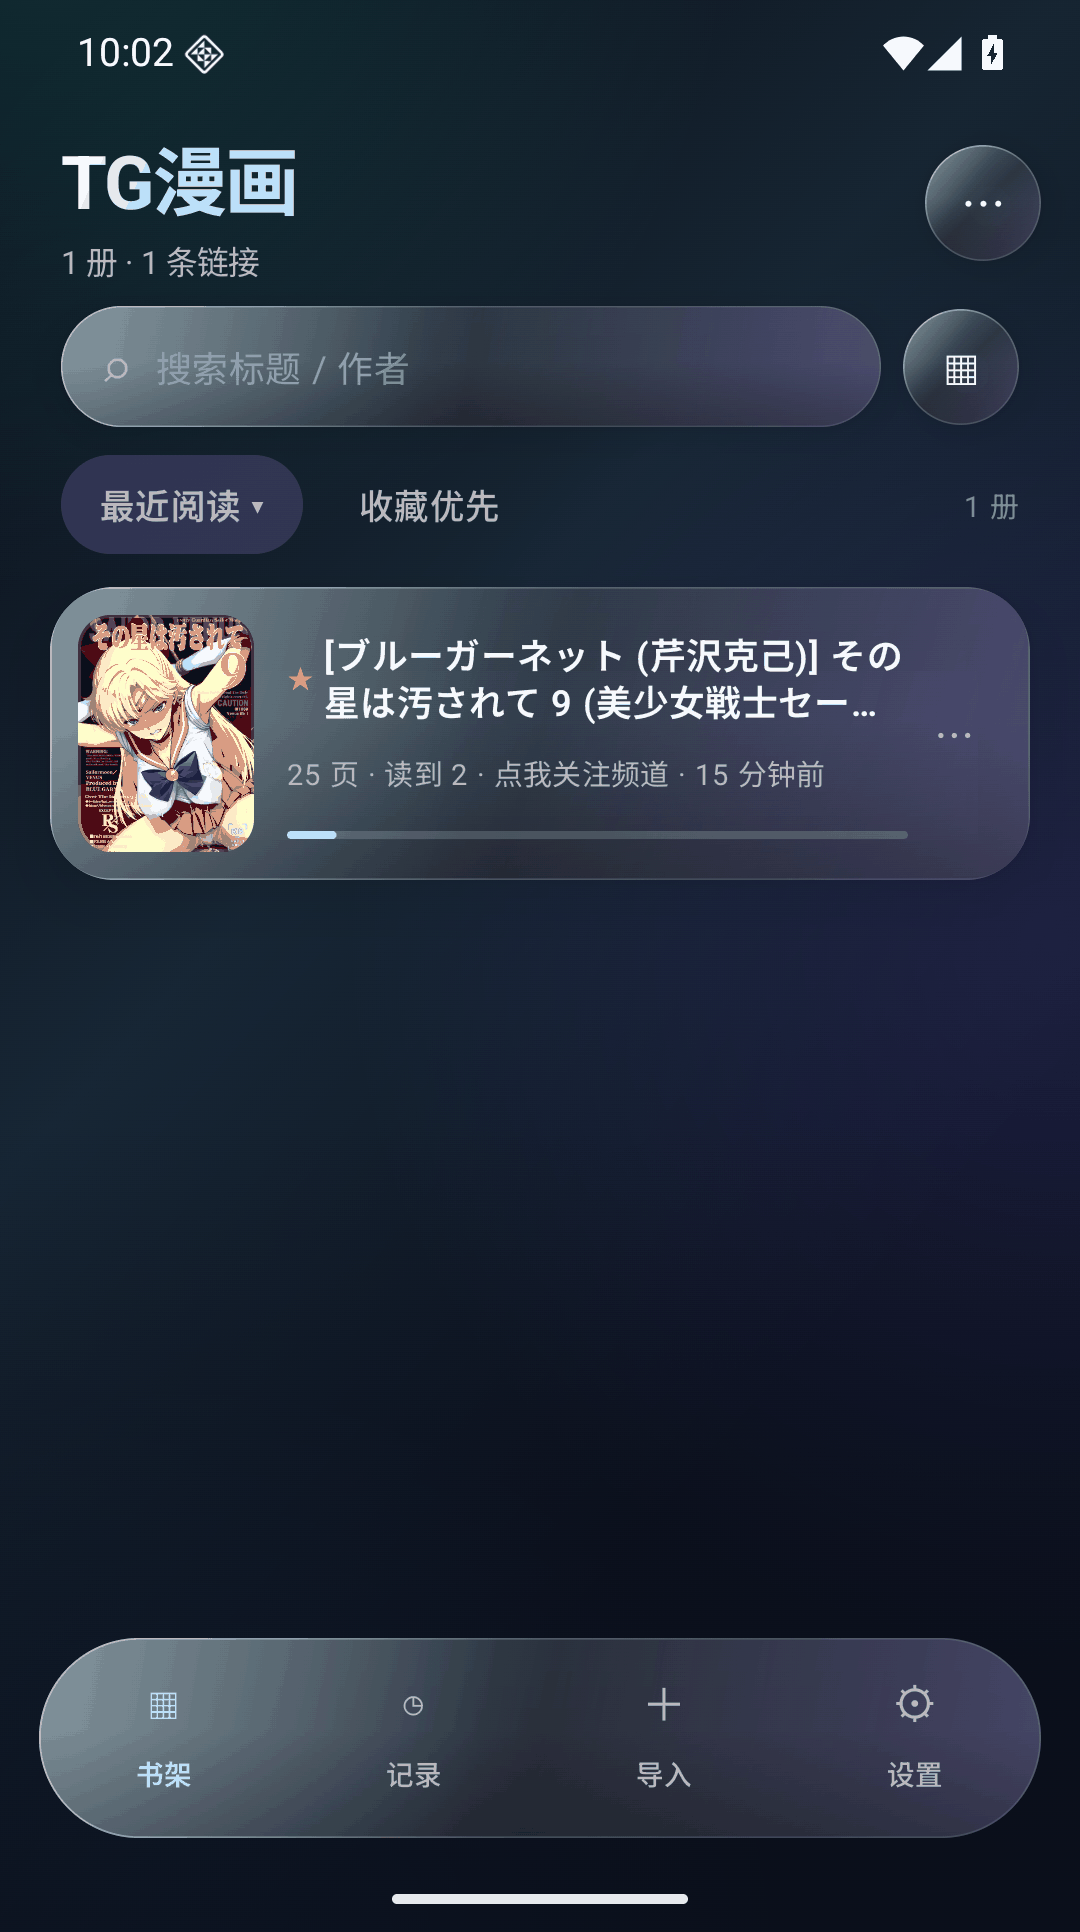 10:02
TG漫画
1 册 · 1 条链接
搜索标题 / 作者
最近阅读 ▾
收藏优先
1 册
その星は汚されて
9
CAUTION
[ブルーガーネット (芹沢克己)] その
星は汚されて 9 (美少女戦士セー…
25 页 · 读到 2 · 点我关注频道 · 15 分钟前
书架
记录
导入
设置